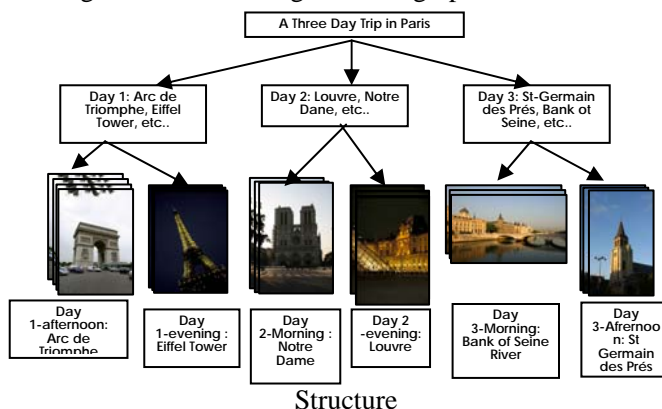 A Three Day Trip in Paris
Day 1: Arc de
Triomphe, Eiffel
Tower, etc..
Day 2: Louvre, Notre
Dane, etc..
Day 3: St-Germain
des Prés, Bank ot
Seine, etc..
Day
1-afternoon:
Arc de
Triomphe
Day
1-evening :
Eiffel Tower
Day
2-Morning :
Notre
Dame
Day 2
-evening:
Louvre
Day
3-Morning:
Bank of Seine
River
Day
3-Afrernoo
n: St
Germain
des Prés
Structure